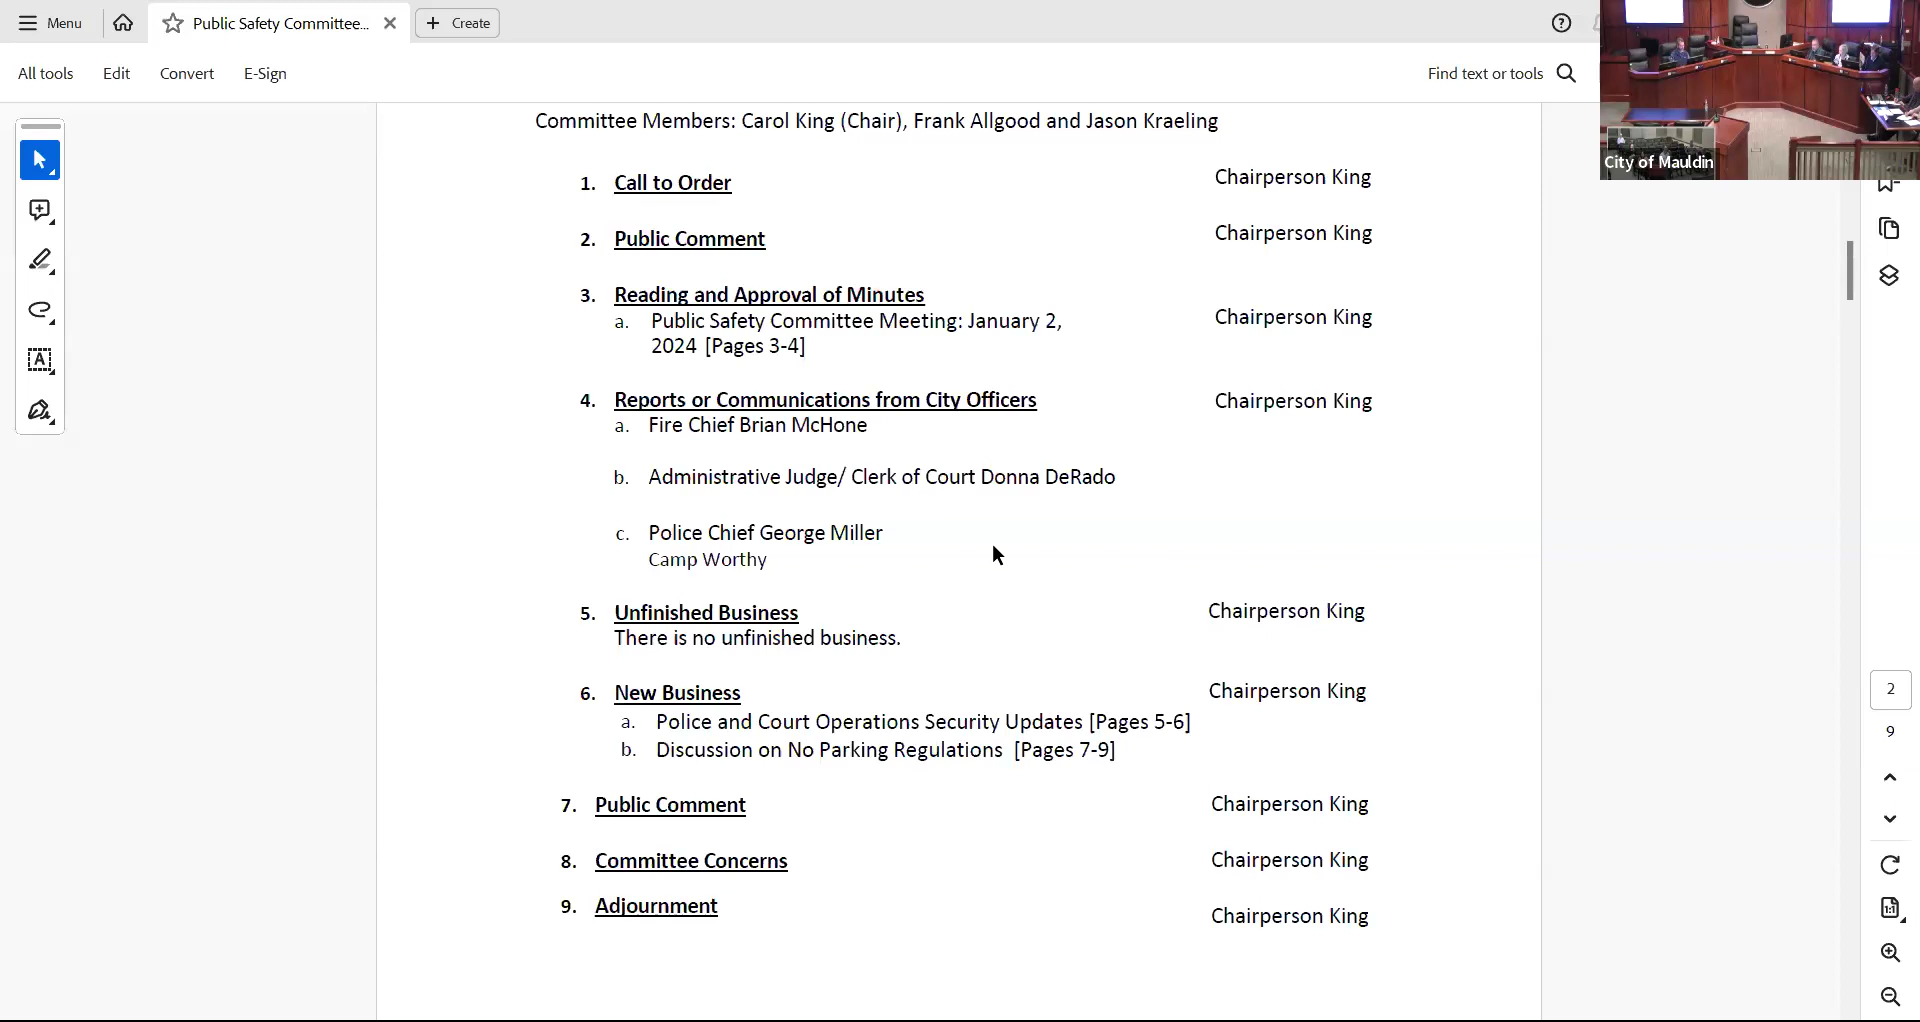 Menu
Public Safety Committee...
Create
All tools
Edit
Convert
E-Sign
Find text or tools
City of Mauldin
Committee Members: Carol King (Chair), Frank Allgood and Jason Kraeling
1. Call to Order Chairperson King
2. Public Comment Chairperson King
3. Reading and Approval of Minutes
a. Public Safety Committee Meeting: January 2, Chairperson King
2024 [Pages 3-4]
4. Reports or Communications from City Officers Chairperson King
a. Fire Chief Brian McHone
b. Administrative Judge/ Clerk of Court Donna DeRado
c. Police Chief George Miller
Camp Worthy
5. Unfinished Business Chairperson King
There is no unfinished business.
6. New Business Chairperson King
a. Police and Court Operations Security Updates [Pages 5-6]
b. Discussion on No Parking Regulations [Pages 7-9]
7. Public Comment Chairperson King
8. Committee Concerns Chairperson King
9. Adjournment Chairperson King
2
9